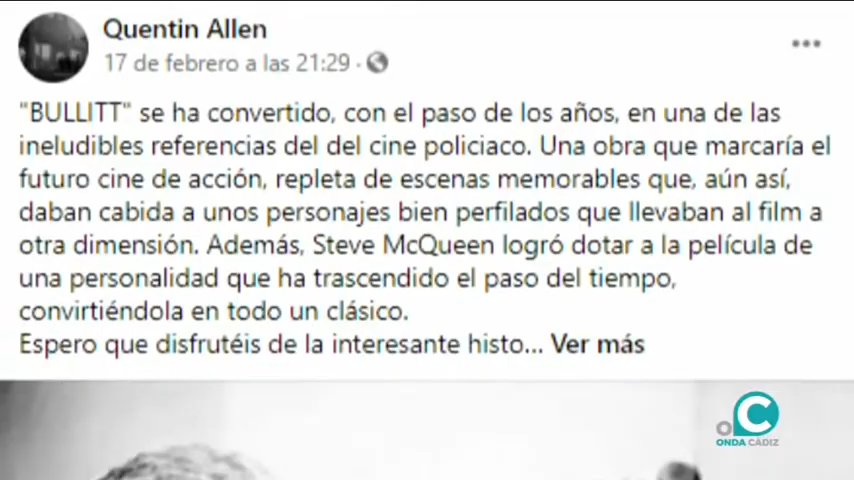 Quentin Allen
17 de febrero a las 21:29 ·
"BULLITT" se ha convertido, con el paso de los años, en una de las
ineludibles referencias del del cine policiaco. Una obra que marcaría el
futuro cine de acción, repleta de escenas memorables que, aún así,
daban cabida a unos personajes bien perfilados que llevaban al film a
otra dimensión. Además, Steve McQueen logró dotar a la película de
una personalidad que ha trascendido el paso del tiempo,
convirtiéndola en todo un clásico.
Espero que disfrutéis de la interesante histo... Ver más
OC
ONDA CÁDIZ